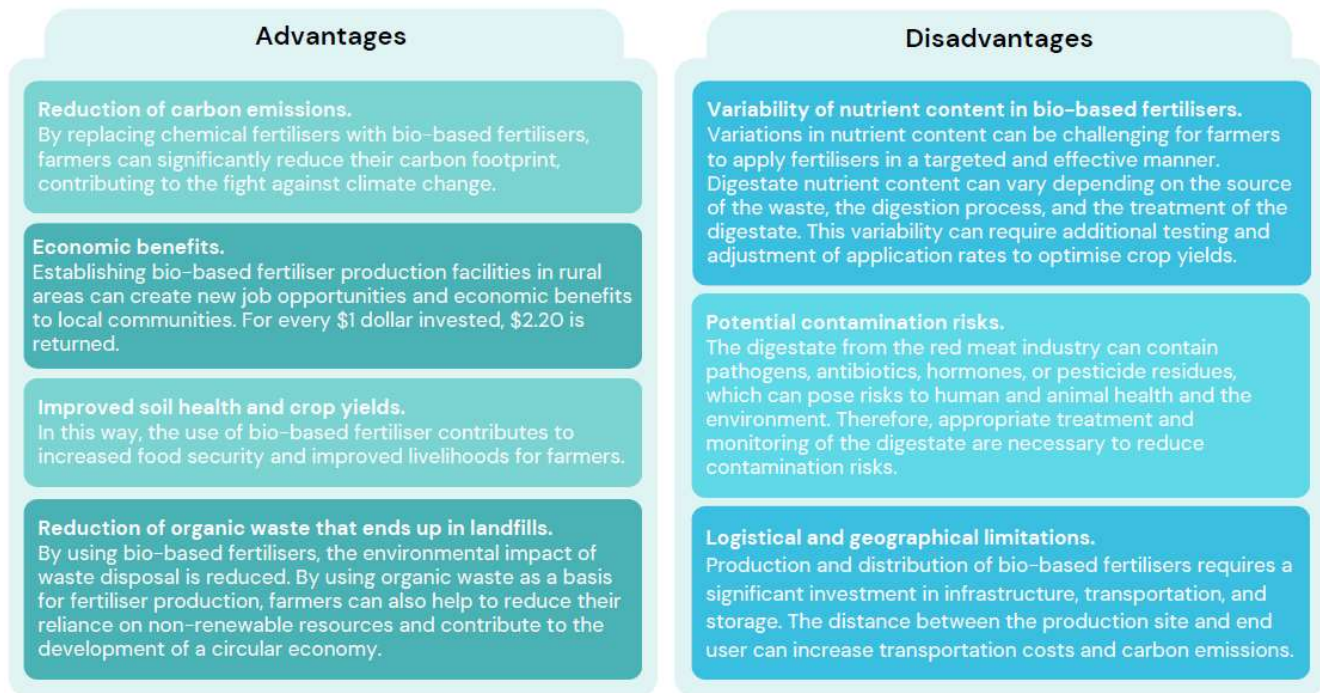 Advantages
Reduction of carbon emissions.
By replacing chemical fertilisers with bio-based fertilisers,
farmers can significantly reduce their carbon footprint,
contributing to the fight against climate change.
Economic benefits.
Establishing bio-based fertiliser production facilities in rural
areas can create new job opportunities and economic benefits
to local communities. For every $1 dollar invested, $2.20 is
returned.
Improved soil health and crop yields.
In this way, the use of bio-based fertiliser contributes to
increased food security and improved livelihoods for farmers.
Reduction of organic waste that ends up in landfills.
By using bio-based fertilisers, the environmental impact of
waste disposal is reduced. By using organic waste as a basis
for fertiliser production, farmers can also help to reduce their
reliance on non-renewable resources and contribute to the
development of a circular economy.
Disadvantages
Variability of nutrient content in bio-based fertilisers.
Variations in nutrient content can be challenging for farmers
to apply fertilisers in a targeted and effective manner.
Digestate nutrient content can vary depending on the source
of the waste, the digestion process, and the treatment of the
digestate. This variability can require additional testing and
adjustment of application rates to optimise crop yields.
Potential contamination risks.
The digestate from the red meat industry can contain
pathogens, antibiotics, hormones, or pesticide residues,
which can pose risks to human and animal health and the
environment. Therefore, appropriate treatment and
monitoring of the digestate are necessary to reduce
contamination risks.
Logistical and geographical limitations.
Production and distribution of bio-based fertilisers requires a
significant investment in infrastructure, transportation, and
storage. The distance between the production site and end
user can increase transportation costs and carbon emissions.